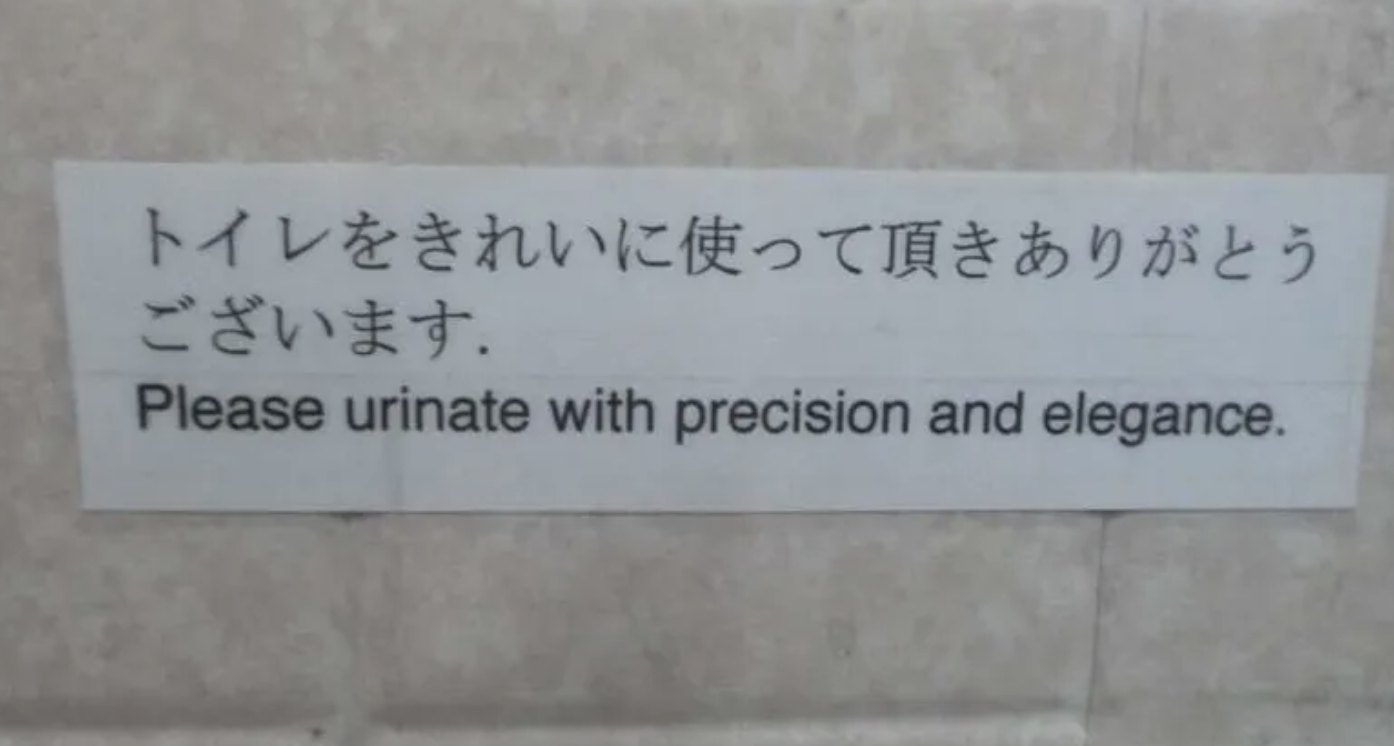 トイレをきれいに使って頂きありがとう
ございます.
Please urinate with precision and elegance.